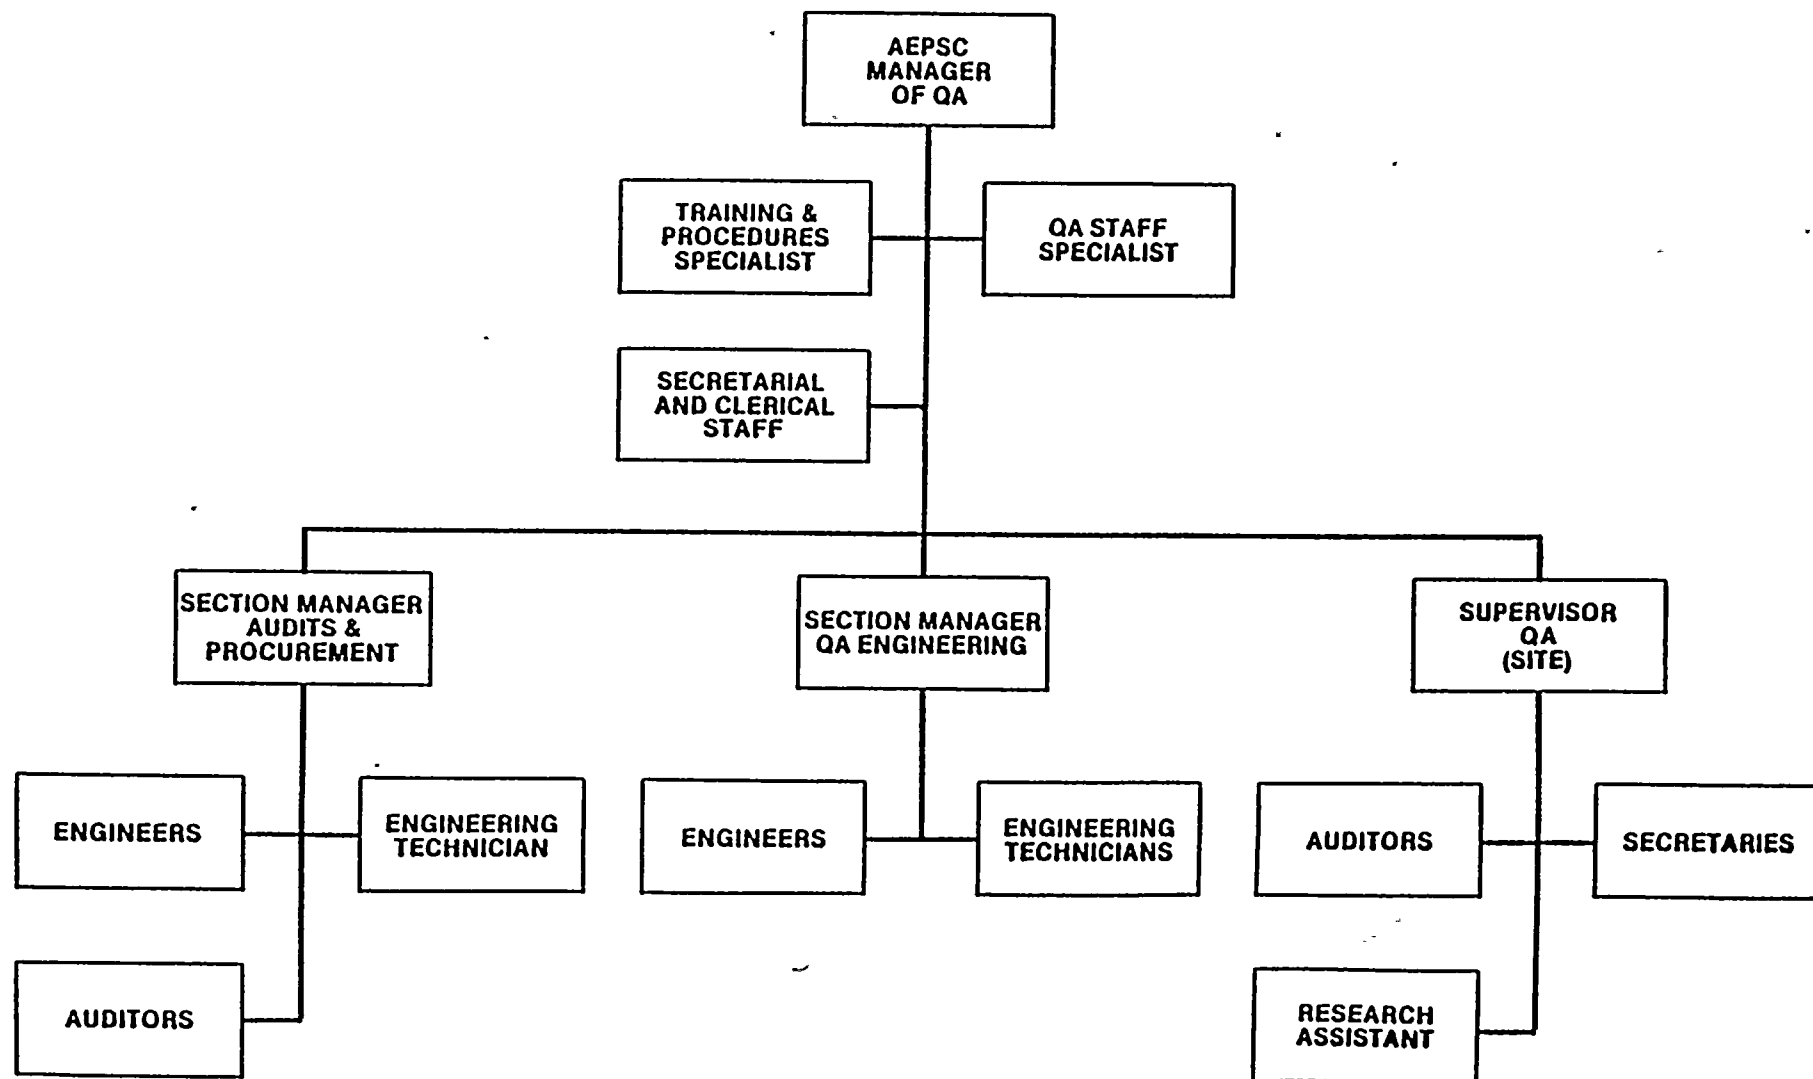 AEPSC
MANAGER
OF QA
TRAINING &
PROCEDURES
SPECIALIST
QA STAFF
SPECIALIST
SECRETARIAL
AND CLERICAL
STAFF
SECTION MANAGER
AUDITS &
PROCUREMENT
SECTION MANAGER
QA ENGINEERING
SUPERVISOR
QA
(SITE)
ENGINEERS
ENGINEERING
TECHNICIAN
ENGINEERS
ENGINEERING
TECHNICIANS
AUDITORS
SECRETARIES
AUDITORS
RESEARCH
ASSISTANT